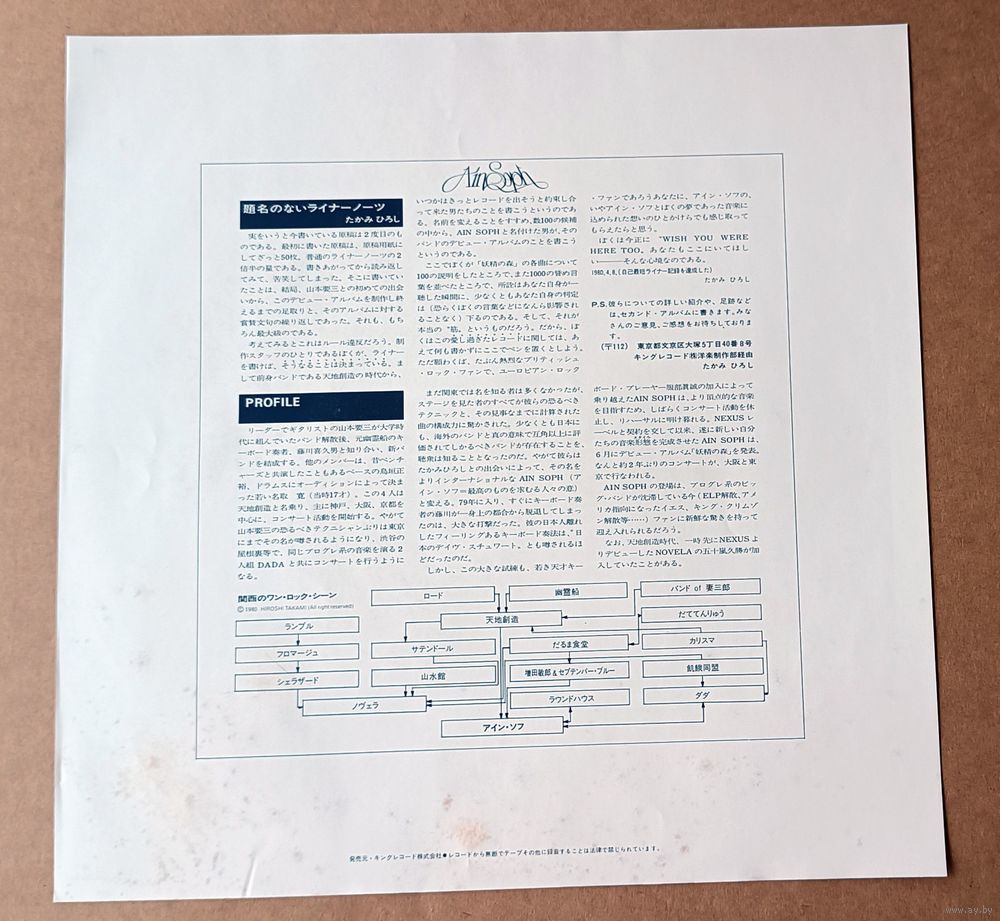 Ain Soph
題名のないライナーノーツ
たかみ ひろし
実をいうと今書いている原稿は2度目のも
のである。最初に書いた原稿は、原稿用紙に
してざっと50枚。普通のライナーノーツの2
倍半の量である。書きあがってから読み返し
てみて、苦笑してしまった。そこに書いてい
たことは、結局、山本要三との初めての出会
いから、このデビュー・アルバムを制作し終
えるまでの足取りと、そのアルバムに対する
賞賛文句の繰り返しであった。それも、もち
ろん最大級のである。
考えてみるとこれはルール違反だろう。制
作スタッフのひとりであるぼくが、ライナー
を書けば、そうなることは決まっている。ま
して前身バンドである天地創造の時代から、
いつかはきっとレコードを出そうと約束し合
って来た男たちのことを書こうというのであ
る。名前を変えることをすすめ、数100の候補
の中から、AIN SOPHと名付けた男が、その
バンドのデビュー・アルバムのことを書こう
というのである。
ここでぼくが「妖精の森」の各曲について
100の説明をしたところで、また1000の誉め言
葉を並べたところで、所詮はあなた自身が一
聴した瞬間に、少なくともあなた自身の判定
は（恐らくぼくの言葉などになんら影響され
ることなく）下るのである。そして、それが
本当の“筋”というものだろう。だから、ぼ
くはこの愛し過ぎたレコードに関しては、あ
えて何も書かずにここでペンを置くとしよう。
ただ願わくば、たぶん熱烈なブリティッシュ
・ロック・ファンで、ユーロピアン・ロック
・ファンであろうあなたに、アイン・ソフの、
いやアイン・ソフとぼくの夢であった音楽に
込められた想いのひとかけらでも感じ取って
もらえたらと思う。
ぼくは今正に “WISH YOU WERE
HERE TOO。あなたもここにいてほし
い──そんな心境なのである。
1980,4,8,(自己最短ライナー記録を達成した)
たかみ ひろし
P.S.彼らについての詳しい紹介や、足跡など
は、セカンド・アルバムに書きます。みな
さんのご意見、ご感想をお待ちしておりま
す。
(〒112) 東京都文京区大塚5丁目40番8号
キングレコード㈱洋楽制作部経由
たかみ ひろし
PROFILE
リーダーでギタリストの山本要三が大学時
代に組んでいたバンド解散後、元幽霊船のキ
ーボード奏者、藤川喜久男と知り合い、新バ
ンドを結成する。他のメンバーは、昔ベンチ
ャーズと共演したこともあるベースの鳥垣正
裕、ドラムスにオーディションによって決ま
った若い名取 寛（当時17才）。この4人は
天地創造と名乗り、主に神戸、大阪、京都を
中心に、コンサート活動を開始する。やがて
山本要三の恐るべきテクニシャンぶりは東京
にまでその名が噂されるようになり、渋谷の
屋根裏等で、同じプログレ系の音楽を演る2
人組 DADA と共にコンサートを行うように
なる。
まだ関東では名を知る者は多くなかったが、
ステージを見た者のすべてが彼らの恐るべき
テクニックと、その見事なまでに計算された
曲の構成力に驚かされた。少なくとも日本に
も、海外のバンドと真の意味で互角以上に評
価されてしかるべきバンドが存在することを、
聴衆は知ることとなったのだ。やがて彼らは
たかみひろしとの出会いによって、その名を
よりインターナショナルな AIN SOPH（ア
イン・ソフ＝最高のものを求む人々の意）
と変える。79年に入り、すぐにキーボード奏
者の藤川が一身上の都合から脱退してしまっ
たのは、大きな打撃だった。彼の日本人離れ
したフィーリングあるキーボード奏法は、“日
本のデイヴ・スチュワート。とも噂されるほ
どだったのだ。
しかし、この大きな試練も、若き天才キー
ボード・プレーヤー服部眞誠の加入によって
乗り越えたAIN SOPHは、より頂点的な音楽
を目指すため、しばらくコンサート活動を休
止し、リハーサルに明け暮れる。NEXUS レ
ーベルと契約を交して以来、遂に新しい自分
たちの音楽形態を完成させた AIN SOPH は、
6月にデビュー・アルバム「妖精の森」を発表。
なんと約2年ぶりのコンサートが、大阪と東
京で行なわれる。
AIN SOPH の登場は、プログレ系のビ
ッグ・バンドが沈滞している今（ELP解散、アメ
リカ指向になったイエス、キング・クリムゾ
ン解散等……）ファンに新鮮な驚きを持って
迎え入れられるだろう。
なお、天地創造時代、一時先にNEXUSよ
りデビューしたNOVELA の五十嵐久勝が加
入していたことがある。
関西のワン・ロック・シーン
Ⓒ 1980 HIROSHI TAKAMI (All right reserved)
ロード
幽霊船
バンド of 妻三郎
ランブル
天地創造
だててんりゅう
フロマージュ
サテンドール
だるま食堂
カリスマ
シェラザード
山水館
増田敏郎&セプテンバー・ブルー
飢餓同盟
ノヴェラ
ラウンドハウス
ダダ
アイン・ソフ
発売元・キングレコード株式会社●レコードから無断でテープその他に録音することは法律で禁じられています。
www.ay.by